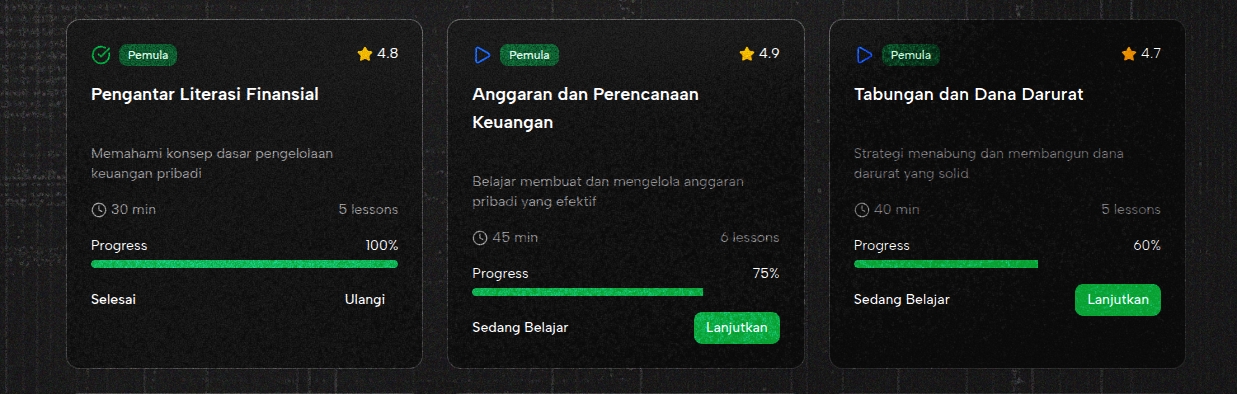 Pemula 4.8
Pengantar Literasi Finansial
Memahami konsep dasar pengelolaan
keuangan pribadi
30 min 5 lessons
Progress 100%
Selesai Ulangi
Pemula 4.9
Anggaran dan Perencanaan
Keuangan
Belajar membuat dan mengelola anggaran
pribadi yang efektif
45 min 6 lessons
Progress 75%
Sedang Belajar Lanjutkan
Pemula 4.7
Tabungan dan Dana Darurat
Strategi menabung dan membangun dana
darurat yang solid
40 min 5 lessons
Progress 60%
Sedang Belajar Lanjutkan